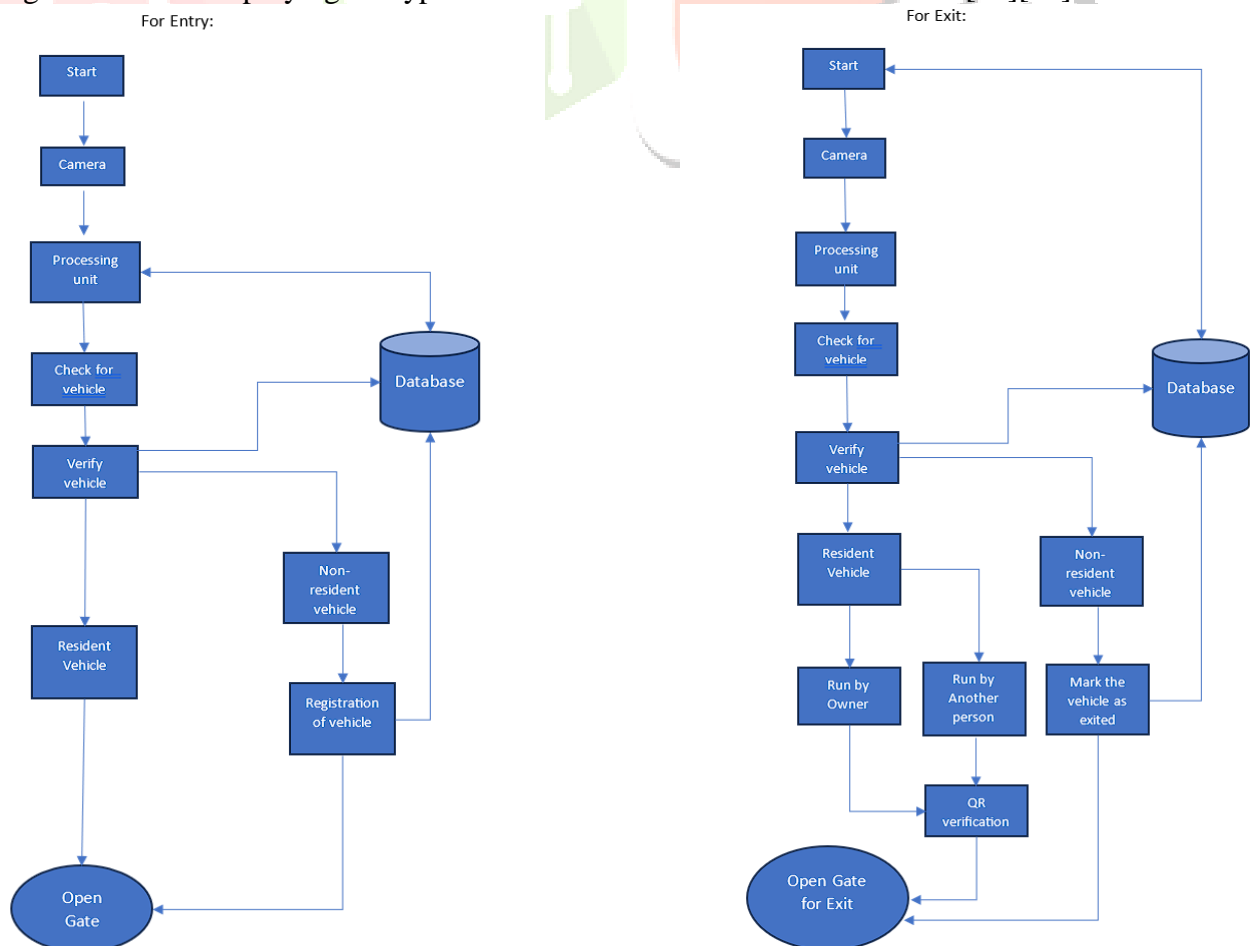 For Entry:
Start
Camera
Processing
unit
Check for
vehicle
Database
Verify
vehicle
Non-
resident
vehicle
Resident
Vehicle
Registration
of vehicle
Open
Gate
For Exit:
Start
Camera
Processing
unit
Check for
vehicle
Database
Verify
vehicle
Resident
Vehicle
Non-
resident
vehicle
Run by
Owner
Run by
Another
person
Mark the
vehicle as
exited
QR
verification
Open Gate
for Exit